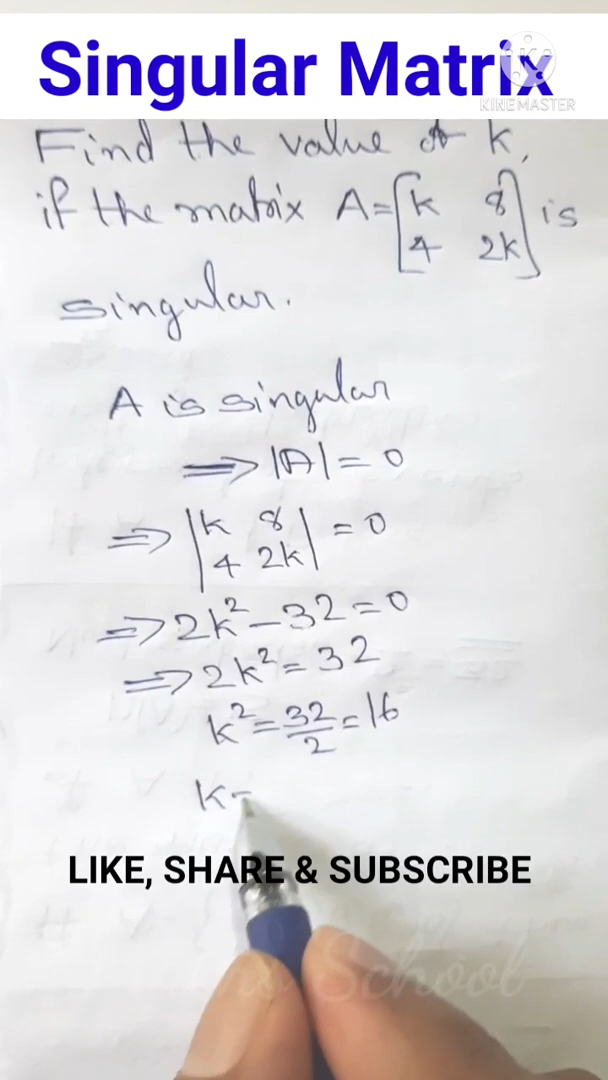 Singular Matrix
KINEMASTER
Find the value of k,
if the matrix A=[k 8
4 2k] is
singular.
A is singular
⟹ |A| = 0
⟹ |k 8
4 2k| = 0
⟹ 2k² - 32 = 0
⟹ 2k² = 32
k² = 32/2 = 16
k=
LIKE, SHARE & SUBSCRIBE
School